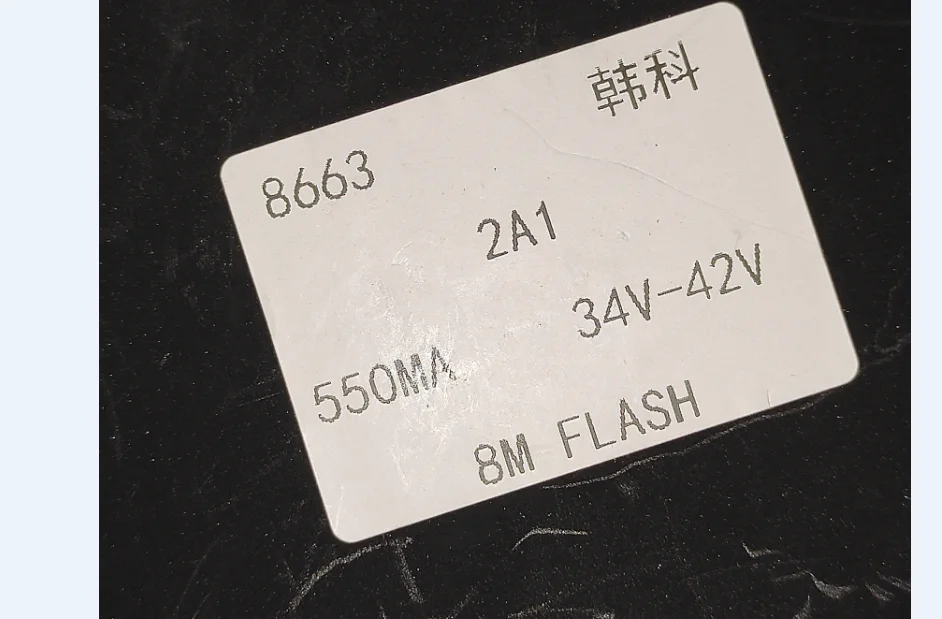 韩科
8663
2A1
34V-42V
550MA
8M FLASH